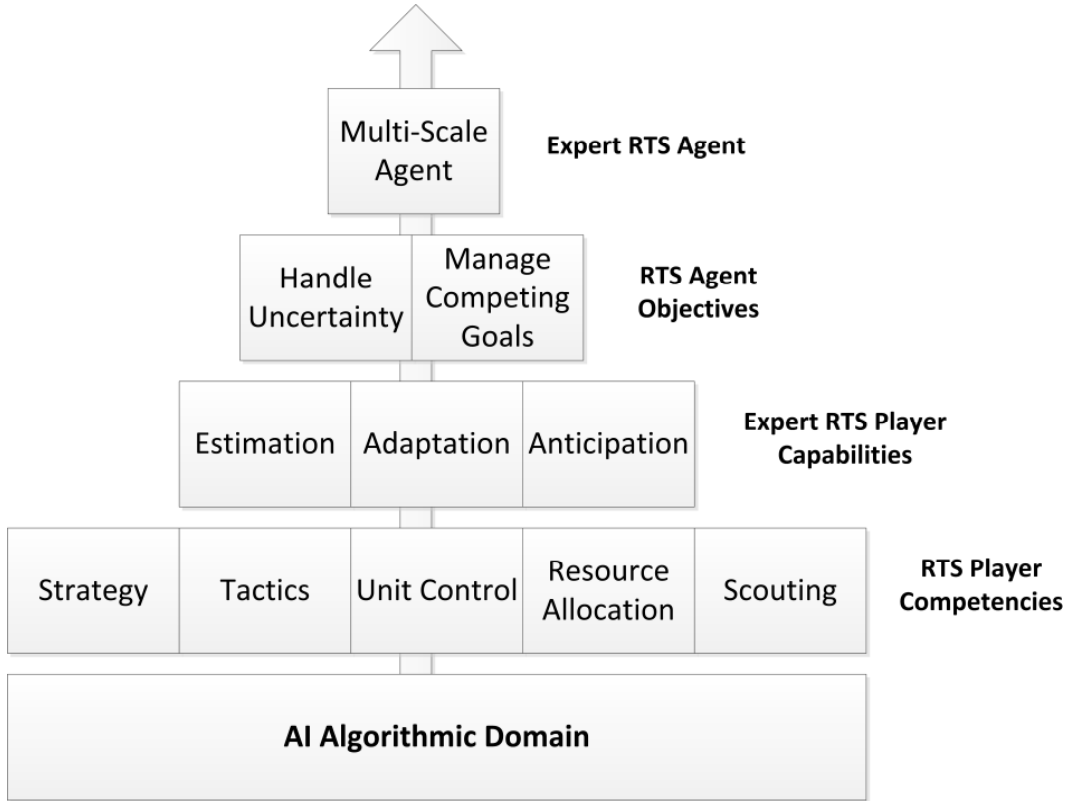 Multi-Scale
Agent
Expert RTS Agent
Handle
Uncertainty
Manage
Competing
Goals
RTS Agent
Objectives
Estimation
Adaptation
Anticipation
Expert RTS Player
Capabilities
Strategy
Tactics
Unit Control
Resource
Allocation
Scouting
RTS Player
Competencies
AI Algorithmic Domain